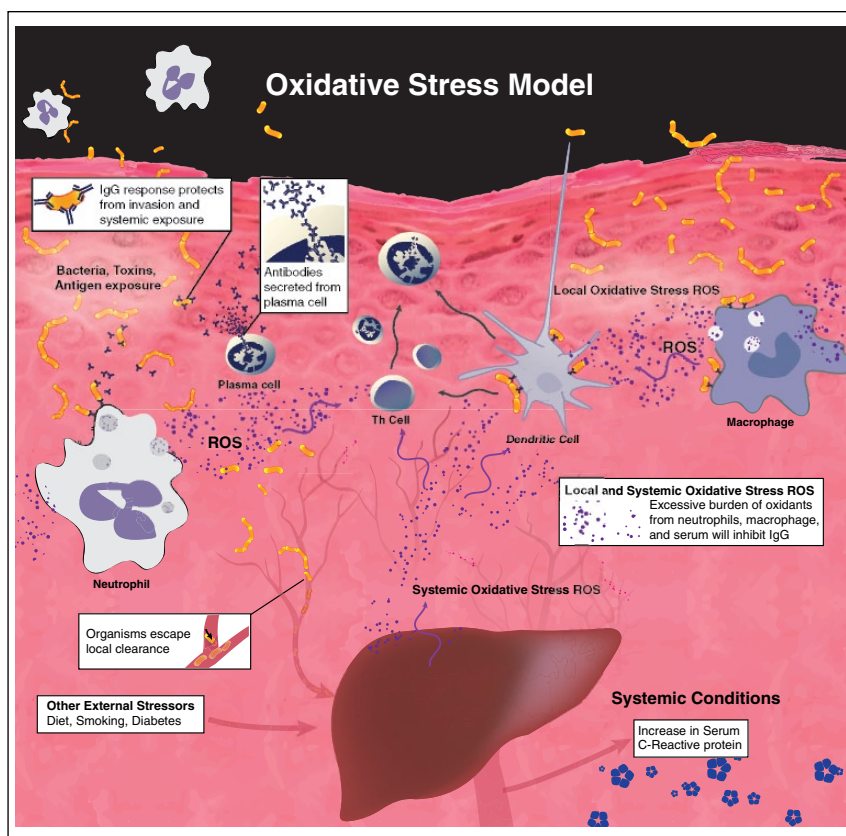 Oxidative Stress Model
IgG response protects
from invasion and
systemic exposure
Antibodies
secreted from
plasma cell
Bacteria, Toxins,
Antigen exposure
Local Oxidative Stress ROS
ROS
Plasma cell
Th Cell
Dendritic Cell
Macrophage
ROS
Neutrophil
Local and Systemic Oxidative Stress ROS
Excessive burden of oxidants
from neutrophils, macrophage,
and serum will inhibit IgG
Systemic Oxidative Stress ROS
Organisms escape
local clearance
Other External Stressors
Diet, Smoking, Diabetes
Systemic Conditions
Increase in Serum
C-Reactive protein